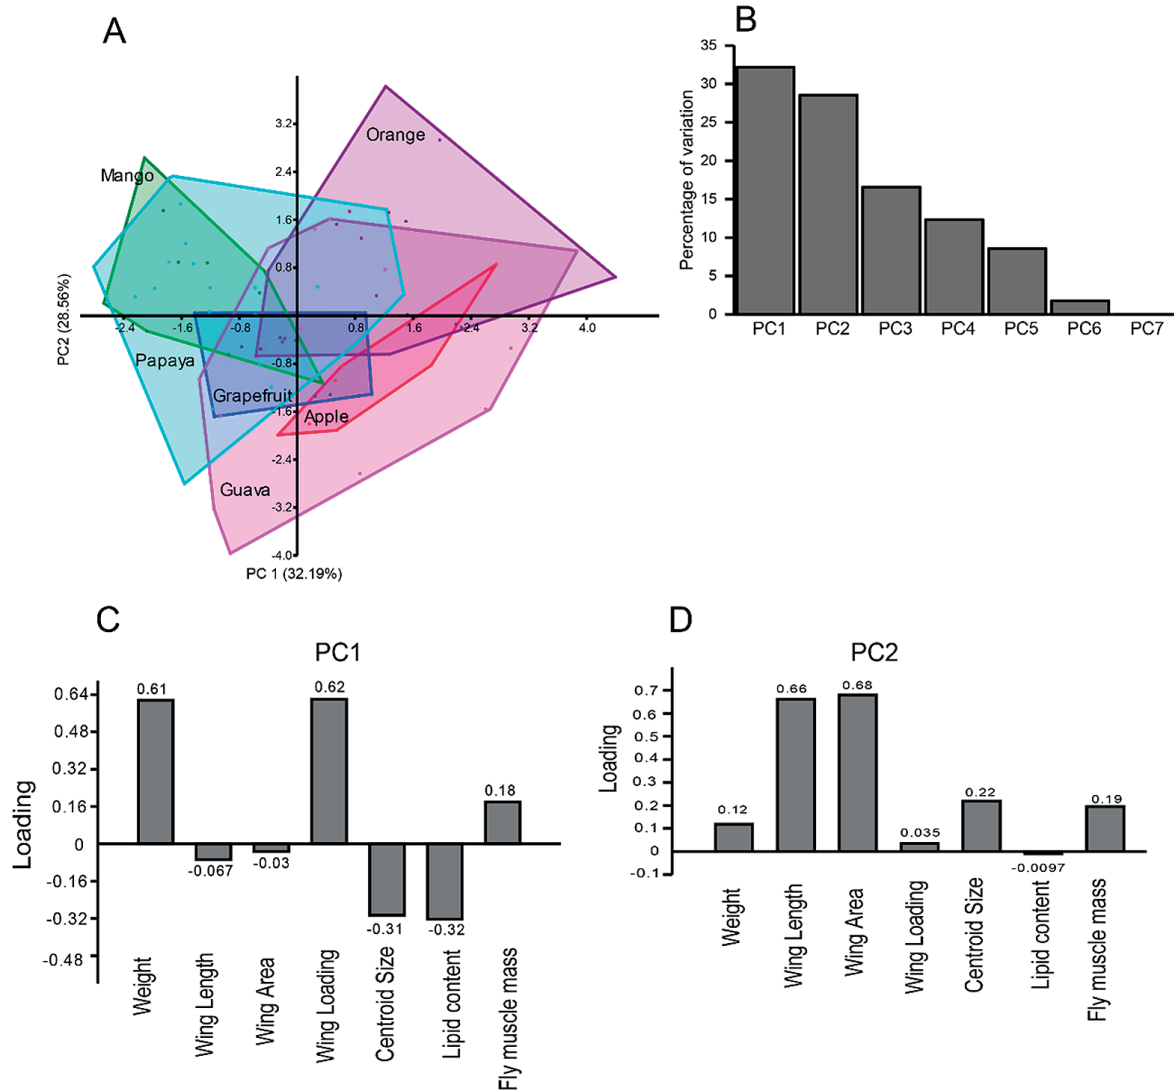 A
3.2
2.4
1.6
0.8
-0.8
-1.6
-2.4
-3.2
-4.0
-2.4
-1.6
-0.8
0.8
1.6
2.4
3.2
4.0
Orange
Mango
Papaya
Grapefruit
Apple
Guava
PC2 (28.56%)
PC 1 (32.19%)
B
35
30
25
20
15
10
5
0
Percentage of variation
PC1 PC2 PC3 PC4 PC5 PC6 PC7
C
PC1
Loading
0.64
0.48
0.32
0.16
0
-0.16
-0.32
-0.48
0.61
-0.067
-0.03
0.62
-0.31
-0.32
0.18
Weight
Wing Length
Wing Area
Wing Loading
Centroid Size
Lipid content
Fly muscle mass
D
PC2
Loading
0.7
0.6
0.5
0.4
0.3
0.2
0.1
0
-0.1
0.12
0.66
0.68
0.035
0.22
-0.0097
0.19
Weight
Wing Length
Wing Area
Wing Loading
Centroid Size
Lipid content
Fly muscle mass